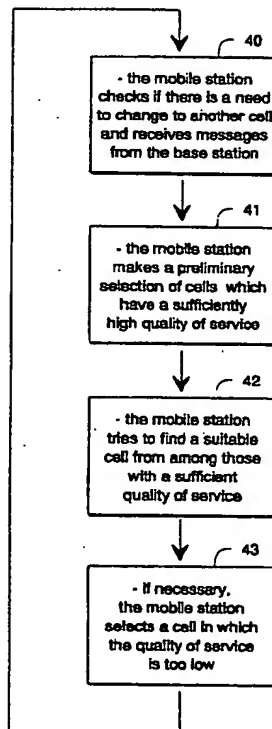 40
- the mobile station
checks if there is a need
to change to another cell
and receives messages
from the base station
41
- the mobile station
makes a preliminary
selection of cells which
have a sufficiently
high quality of service
42
- the mobile station
tries to find a suitable
cell from among those
with a sufficient
quality of service
43
- if necessary,
the mobile station
selects a cell in which
the quality of service
is too low